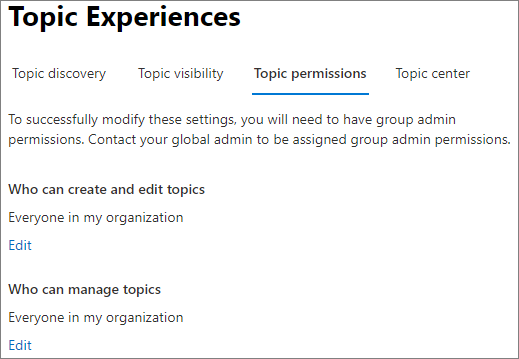 Topic Experiences
Topic discovery Topic visibility Topic permissions Topic center
To successfully modify these settings, you will need to have group admin
permissions. Contact your global admin to be assigned group admin permissions.
Who can create and edit topics
Everyone in my organization
Edit
Who can manage topics
Everyone in my organization
Edit